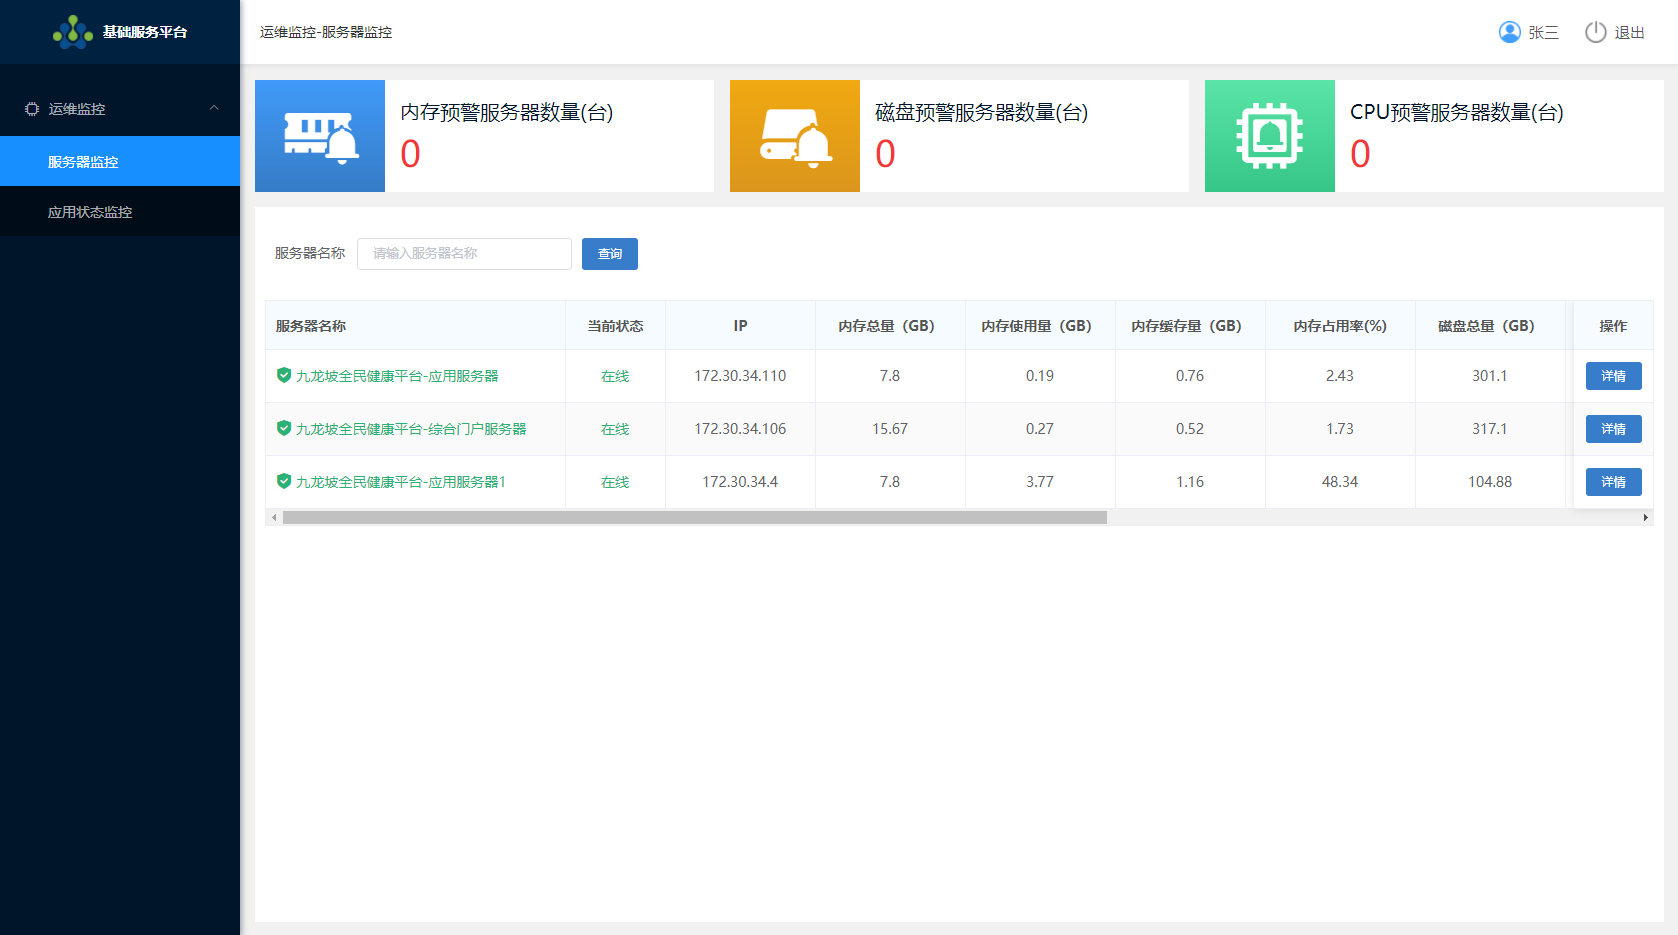 基础服务平台
运维监控-服务器监控
张三
退出
运维监控
服务器监控
应用状态监控
内存预警服务器数量(台)
0
磁盘预警服务器数量(台)
0
CPU预警服务器数量(台)
0
服务器名称
请输入服务器名称
查询
服务器名称 当前状态 IP 内存总量（GB） 内存使用量（GB） 内存缓存量（GB） 内存占用率(%) 磁盘总量（GB） 操作
九龙坡全民健康平台-应用服务器 在线 172.30.34.110 7.8 0.19 0.76 2.43 301.1 详情
九龙坡全民健康平台-综合门户服务器 在线 172.30.34.106 15.67 0.27 0.52 1.73 317.1 详情
九龙坡全民健康平台-应用服务器1 在线 172.30.34.4 7.8 3.77 1.16 48.34 104.88 详情